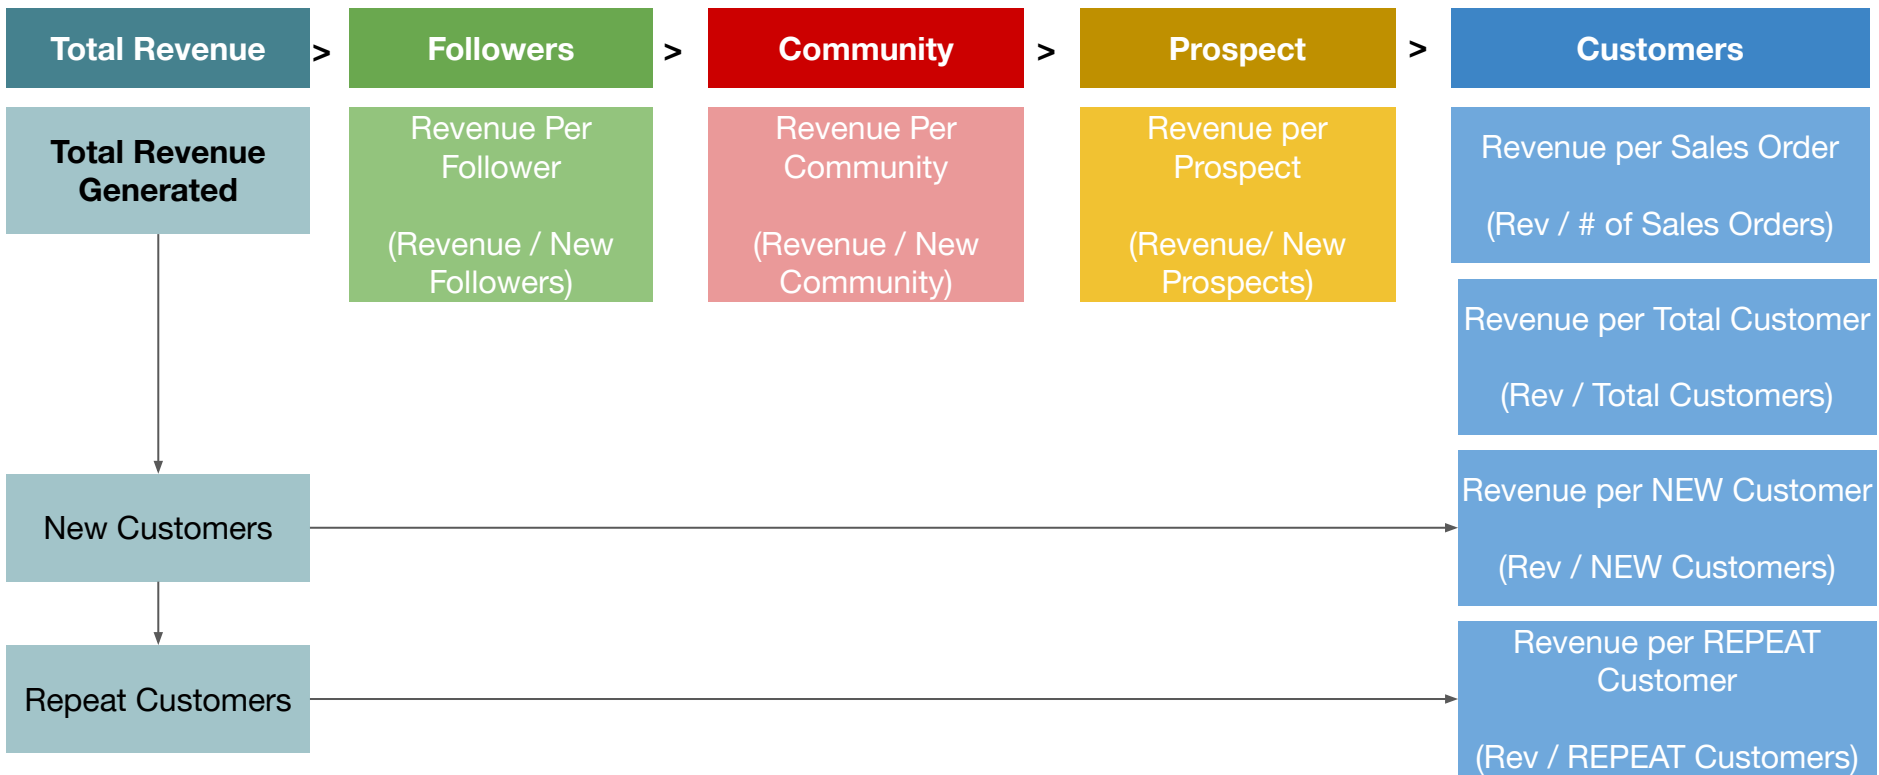 Total Revenue > Followers > Community > Prospect > Customers
Total Revenue
Generated
Revenue Per
Follower
(Revenue / New
Followers)
Revenue Per
Community
(Revenue / New
Community)
Revenue per
Prospect
(Revenue/ New
Prospects)
Revenue per Sales Order
(Rev / # of Sales Orders)
Revenue per Total Customer
(Rev / Total Customers)
New Customers
Revenue per NEW Customer
(Rev / NEW Customers)
Repeat Customers
Revenue per REPEAT
Customer
(Rev / REPEAT Customers)